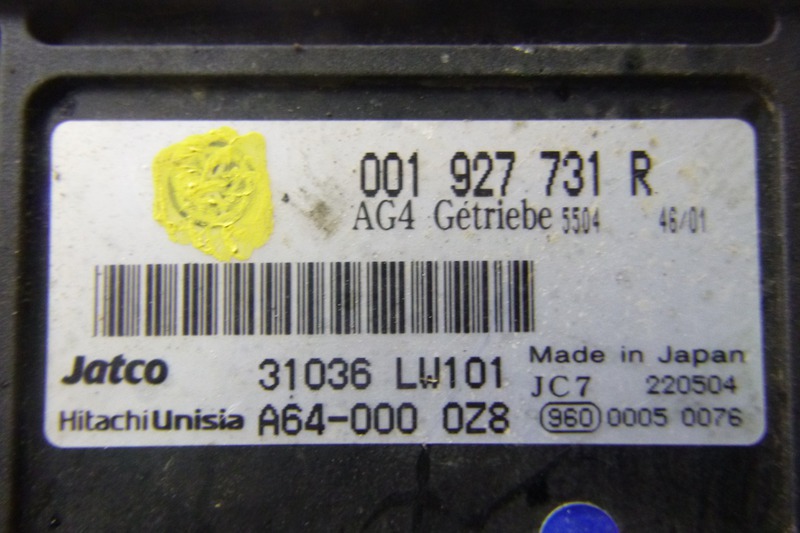 001 927 731 R
AG4 Getriebe 5504 46/01
Jatco 31036 LW101 Made in Japan
JC7 220504
HitachiUnisia A64-000 0Z8 960 0005 0076